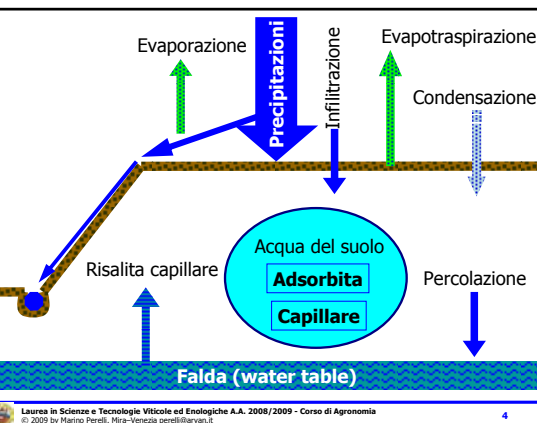 Evaporazione
Precipitazioni
Infilitrazione
Evapotraspirazione
Condensazione
Acqua del suolo
Adsorbita
Capillare
Risalita capillare
Percolazione
Falda (water table)
Laurea in Scienze e Tecnologie Viticole ed Enologiche A.A. 2008/2009 - Corso di Agronomia
© 2009 by Marino Perelli, Mira–Venezia perelli@arvan.it
4